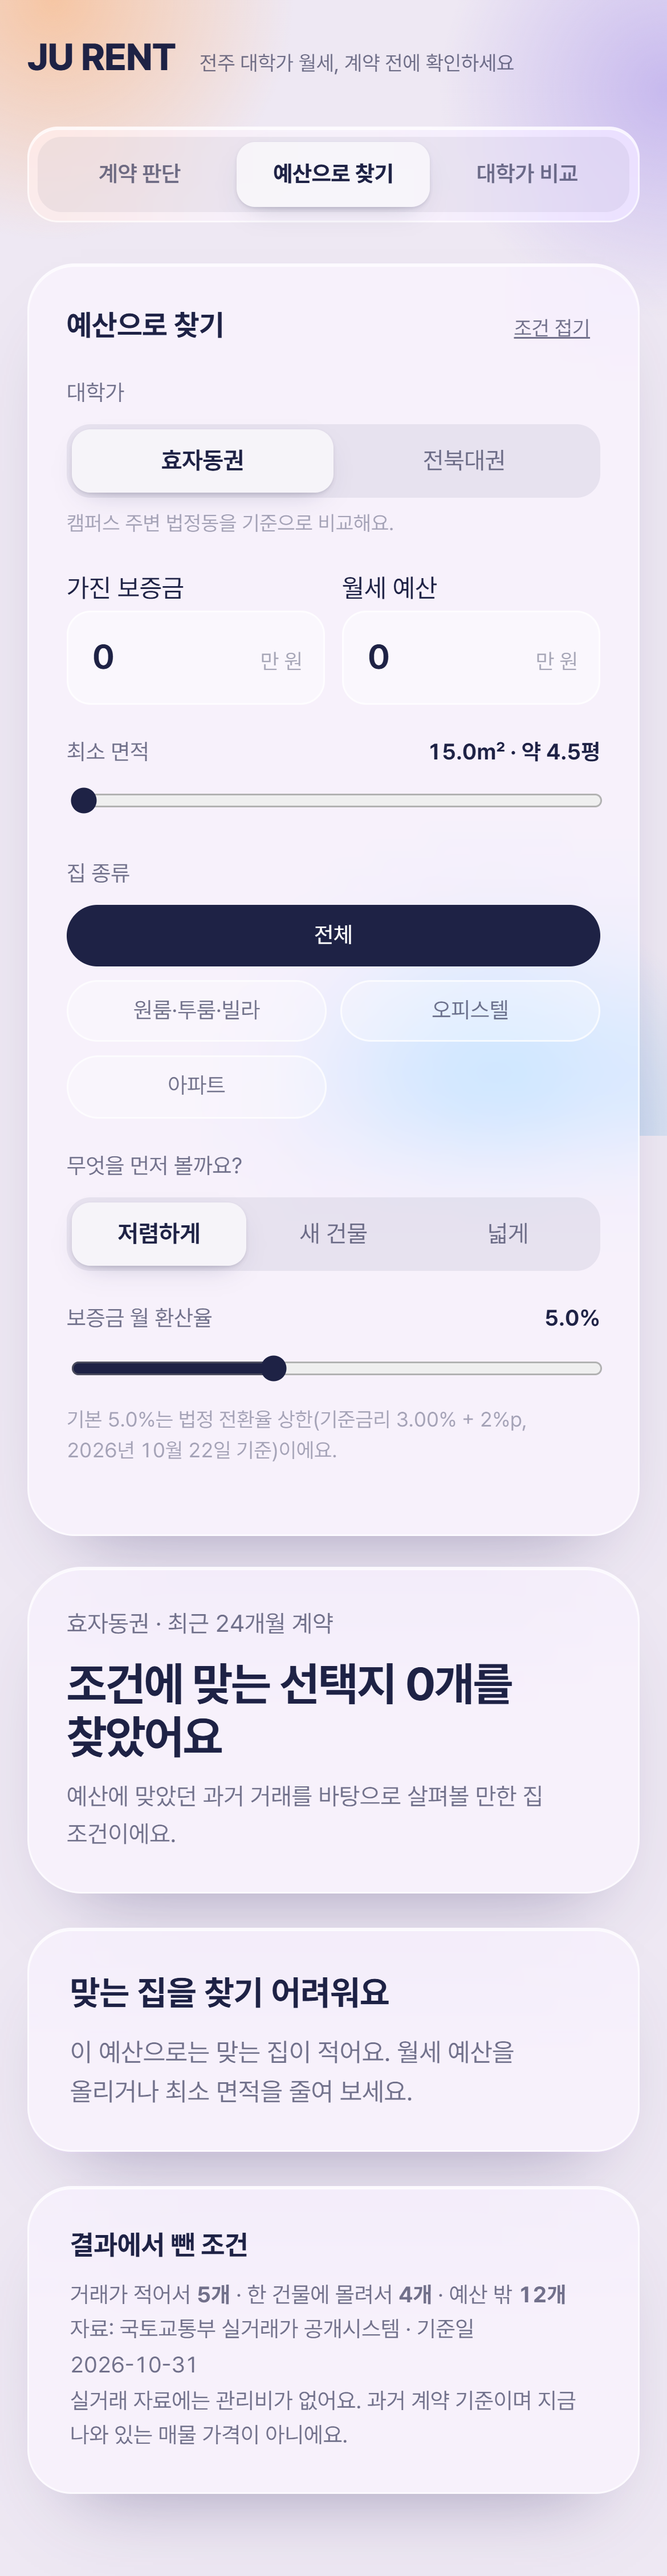 JU RENT 전주 대학가 월세, 계약 전에 확인하세요
계약 판단 예산으로 찾기 대학가 비교
예산으로 찾기 조건 접기
대학가
효자동권 전북대권
캠퍼스 주변 법정동을 기준으로 비교해요.
가진 보증금 월세 예산
0 만 원 0 만 원
최소 면적 15.0m² · 약 4.5평
집 종류
전체
원룸·투룸·빌라 오피스텔
아파트
무엇을 먼저 볼까요?
저렴하게 새 건물 넓게
보증금 월 환산율 5.0%
기본 5.0%는 법정 전환율 상한(기준금리 3.00% + 2%p,
2026년 10월 22일 기준)이에요.
효자동권 · 최근 24개월 계약
조건에 맞는 선택지 0개를
찾았어요
예산에 맞았던 과거 거래를 바탕으로 살펴볼 만한 집
조건이에요.
맞는 집을 찾기 어려워요
이 예산으로는 맞는 집이 적어요. 월세 예산을
올리거나 최소 면적을 줄여 보세요.
결과에서 뺀 조건
거래가 적어서 5개 · 한 건물에 몰려서 4개 · 예산 밖 12개
자료: 국토교통부 실거래가 공개시스템 · 기준일
2026-10-31
실거래 자료에는 관리비가 없어요. 과거 계약 기준이며 지금
나와 있는 매물 가격이 아니에요.